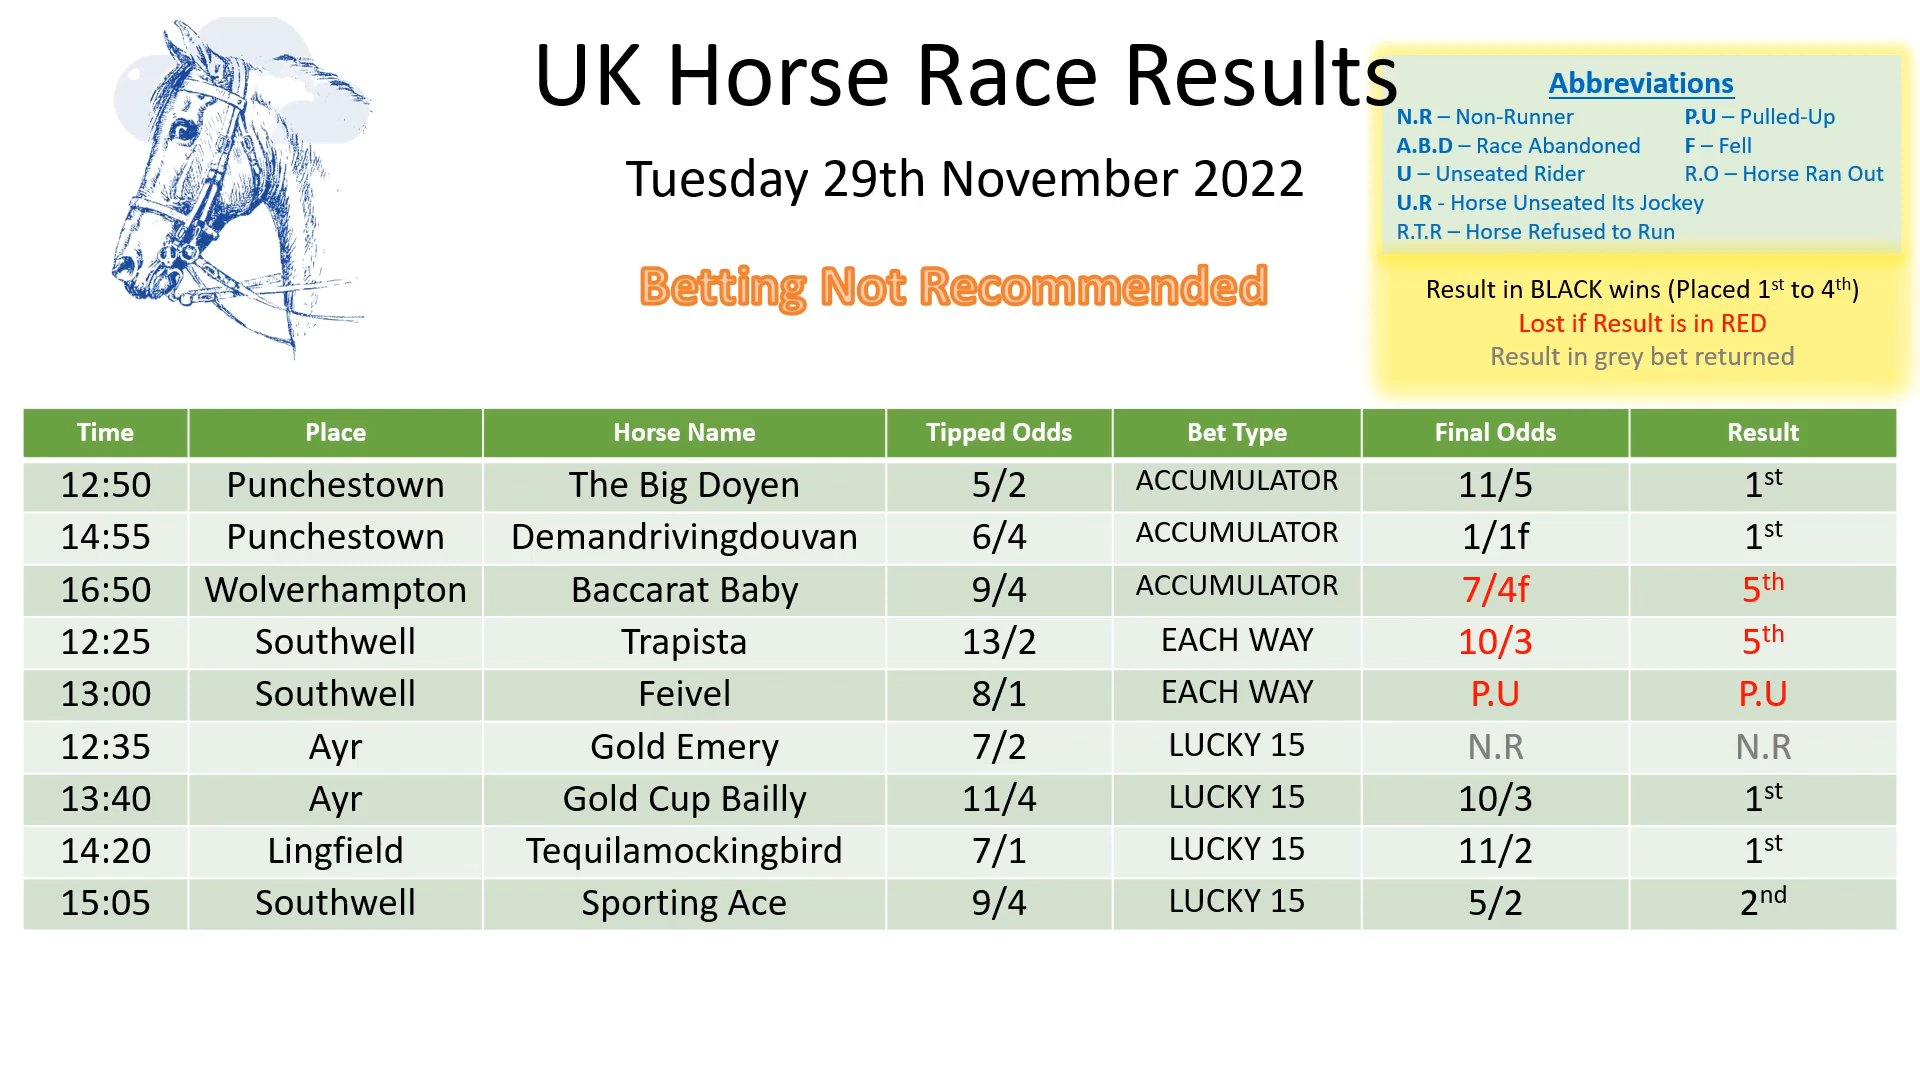 UK Horse Race Results
Tuesday 29th November 2022
Betting Not Recommended
Abbreviations
N.R – Non-Runner P.U – Pulled-Up
A.B.D – Race Abandoned F – Fell
U – Unseated Rider R.O – Horse Ran Out
U.R - Horse Unseated Its Jockey
R.T.R – Horse Refused to Run
Result in BLACK wins (Placed 1st to 4th)
Lost if Result is in RED
Result in grey bet returned
Time Place Horse Name Tipped Odds Bet Type Final Odds Result
12:50 Punchestown The Big Doyen 5/2 ACCUMULATOR 11/5 1st
14:55 Punchestown Demandrivingdouvan 6/4 ACCUMULATOR 1/1f 1st
16:50 Wolverhampton Baccarat Baby 9/4 ACCUMULATOR 7/4f 5th
12:25 Southwell Trapista 13/2 EACH WAY 10/3 5th
13:00 Southwell Feivel 8/1 EACH WAY P.U P.U
12:35 Ayr Gold Emery 7/2 LUCKY 15 N.R N.R
13:40 Ayr Gold Cup Bailly 11/4 LUCKY 15 10/3 1st
14:20 Lingfield Tequilamockingbird 7/1 LUCKY 15 11/2 1st
15:05 Southwell Sporting Ace 9/4 LUCKY 15 5/2 2nd